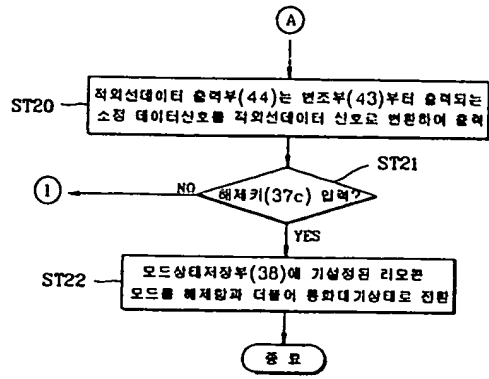 A
ST20
적외선데이터 출력부(44)는 변조부(43)부터 출력되는
소정 데이터신호를 적외선데이터 신호로 변환하여 출력
ST21
1
NO
해제키(37c) 입력?
YES
ST22
모드상태저장부(38)에 기설정된 리모콘
모드를 해제함과 더불어 통화대기상태로 전환
종 료